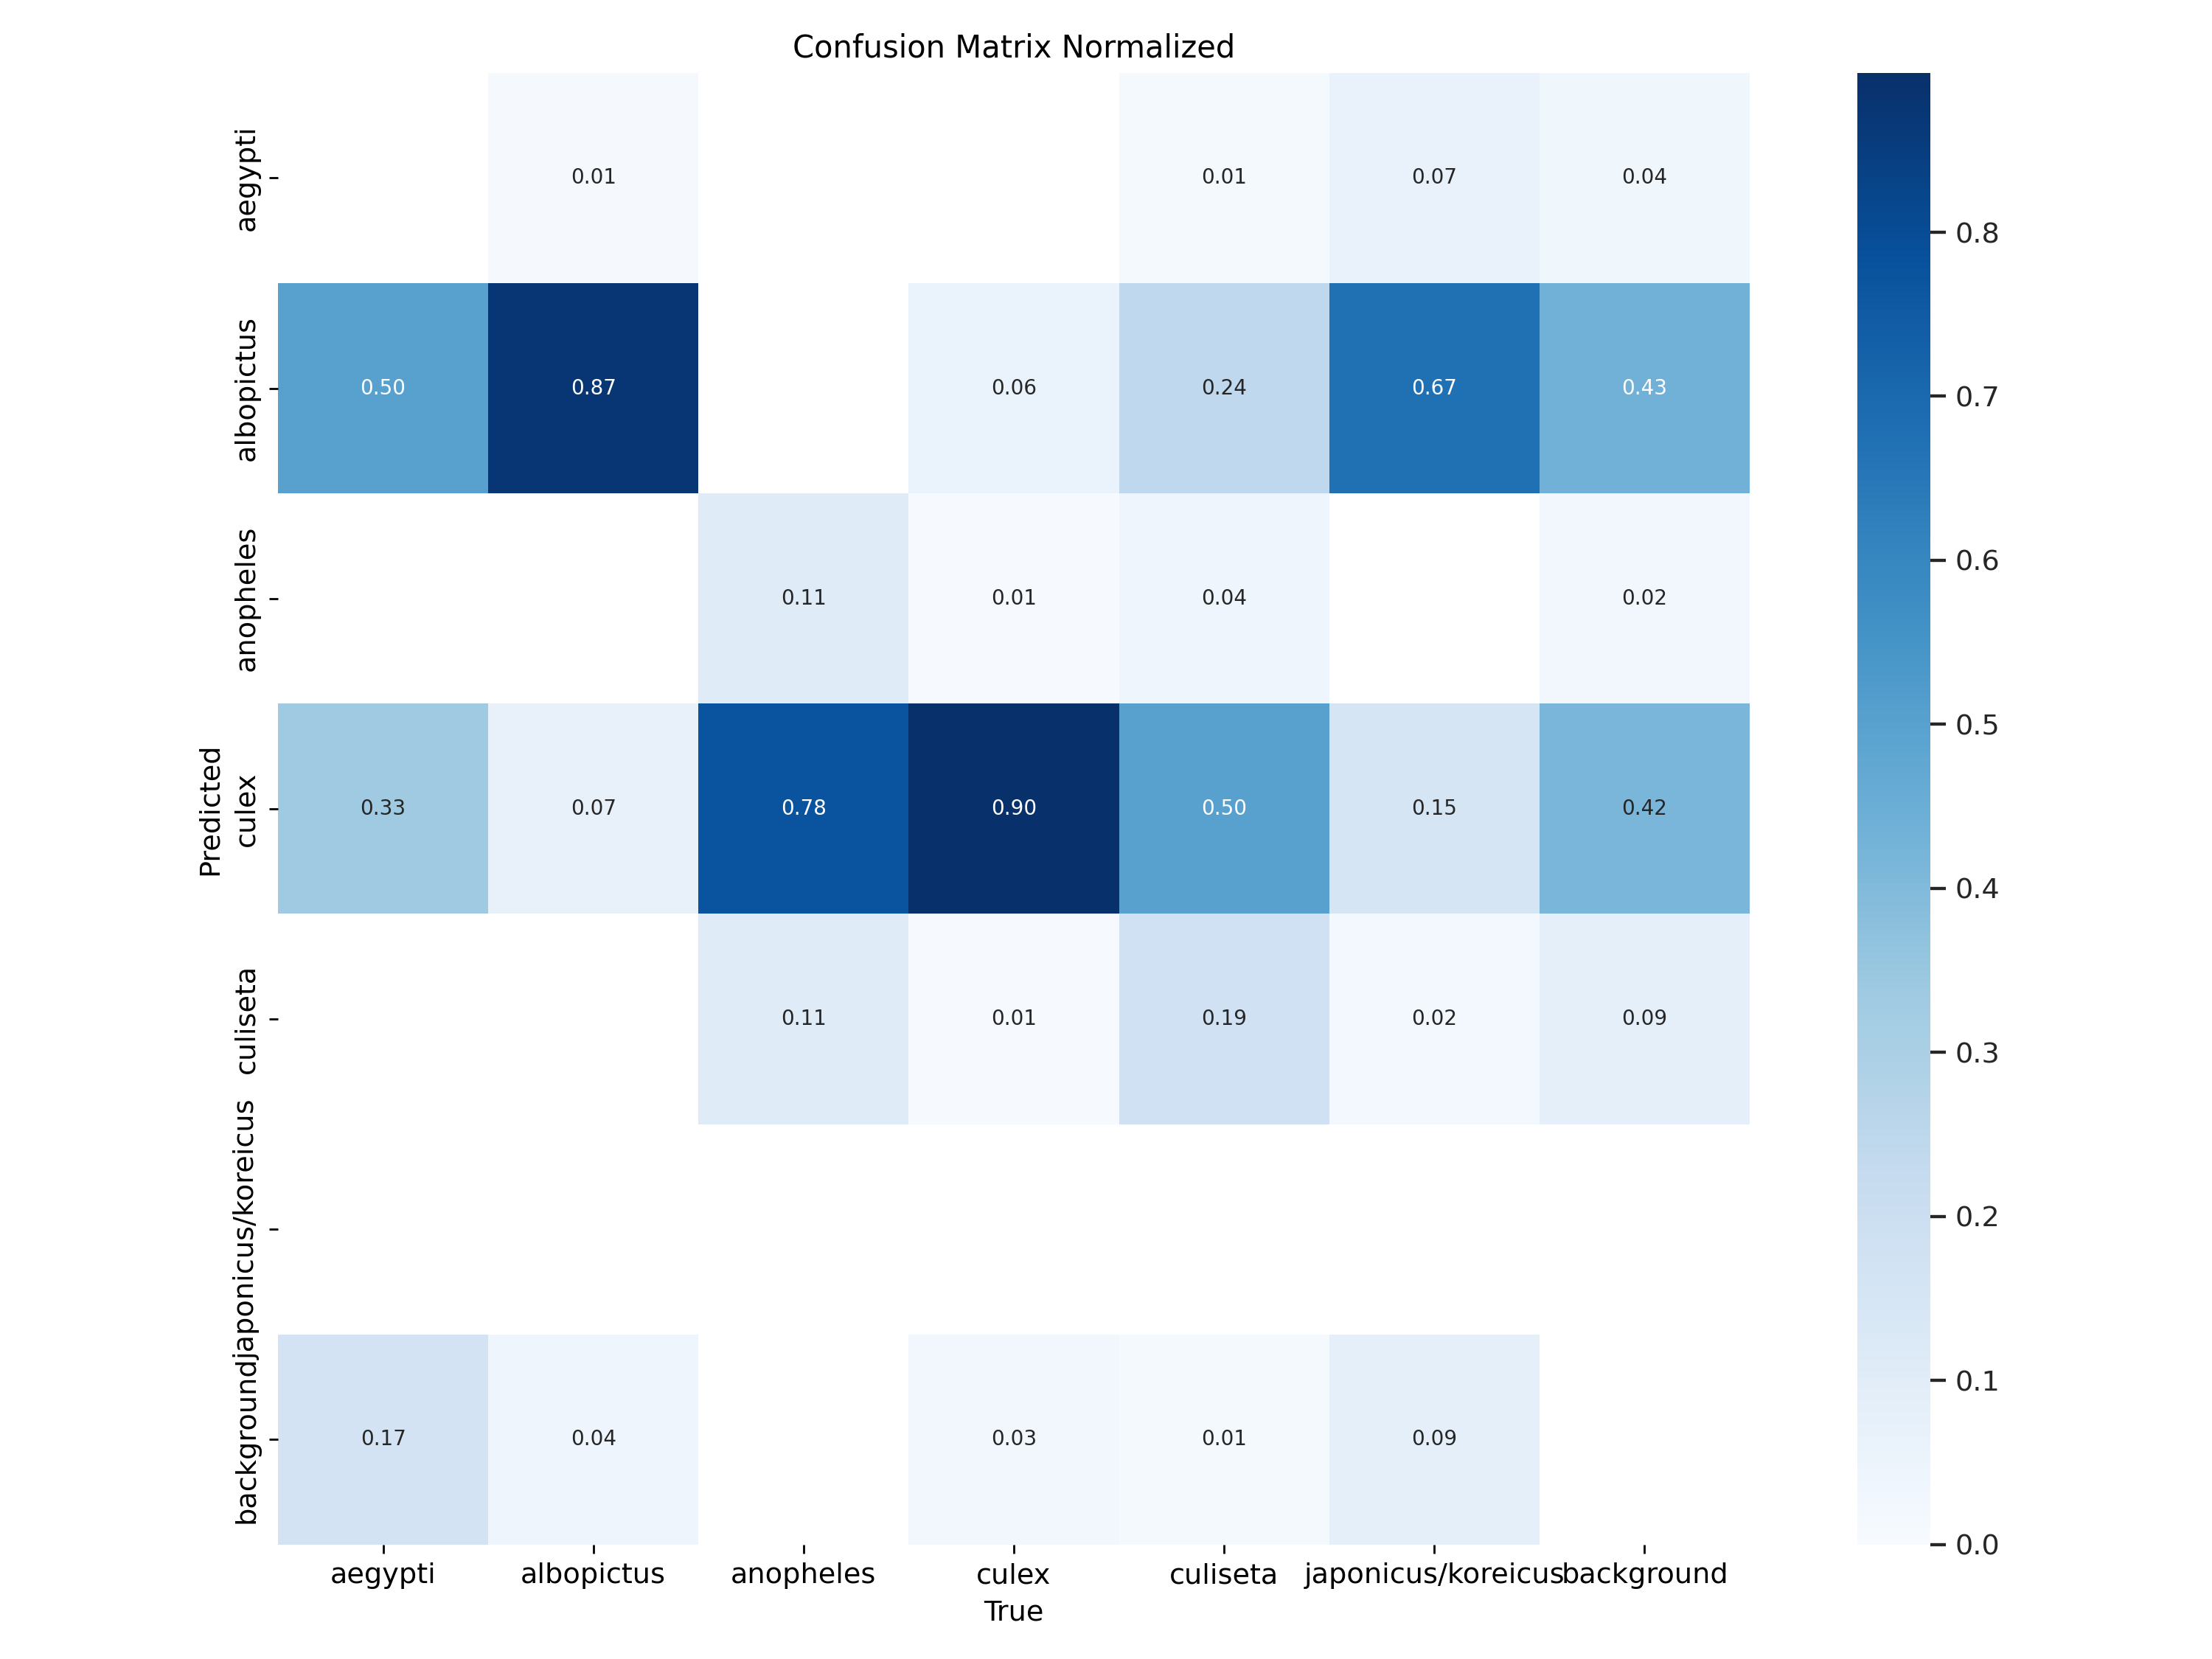 Confusion Matrix Normalized
aegypti
0.01
0.01
0.07
0.04
albopictus
0.50
0.87
0.06
0.24
0.67
0.43
anopheles
0.11
0.01
0.04
0.02
Predicted
culex
0.33
0.07
0.78
0.90
0.50
0.15
0.42
culiseta
0.11
0.01
0.19
0.02
0.09
japonicus/koreicus
background
0.17
0.04
0.03
0.01
0.09
aegypti
albopictus
anopheles
culex
culiseta
japonicus/koreicus
background
True
0.8
0.7
0.6
0.5
0.4
0.3
0.2
0.1
0.0